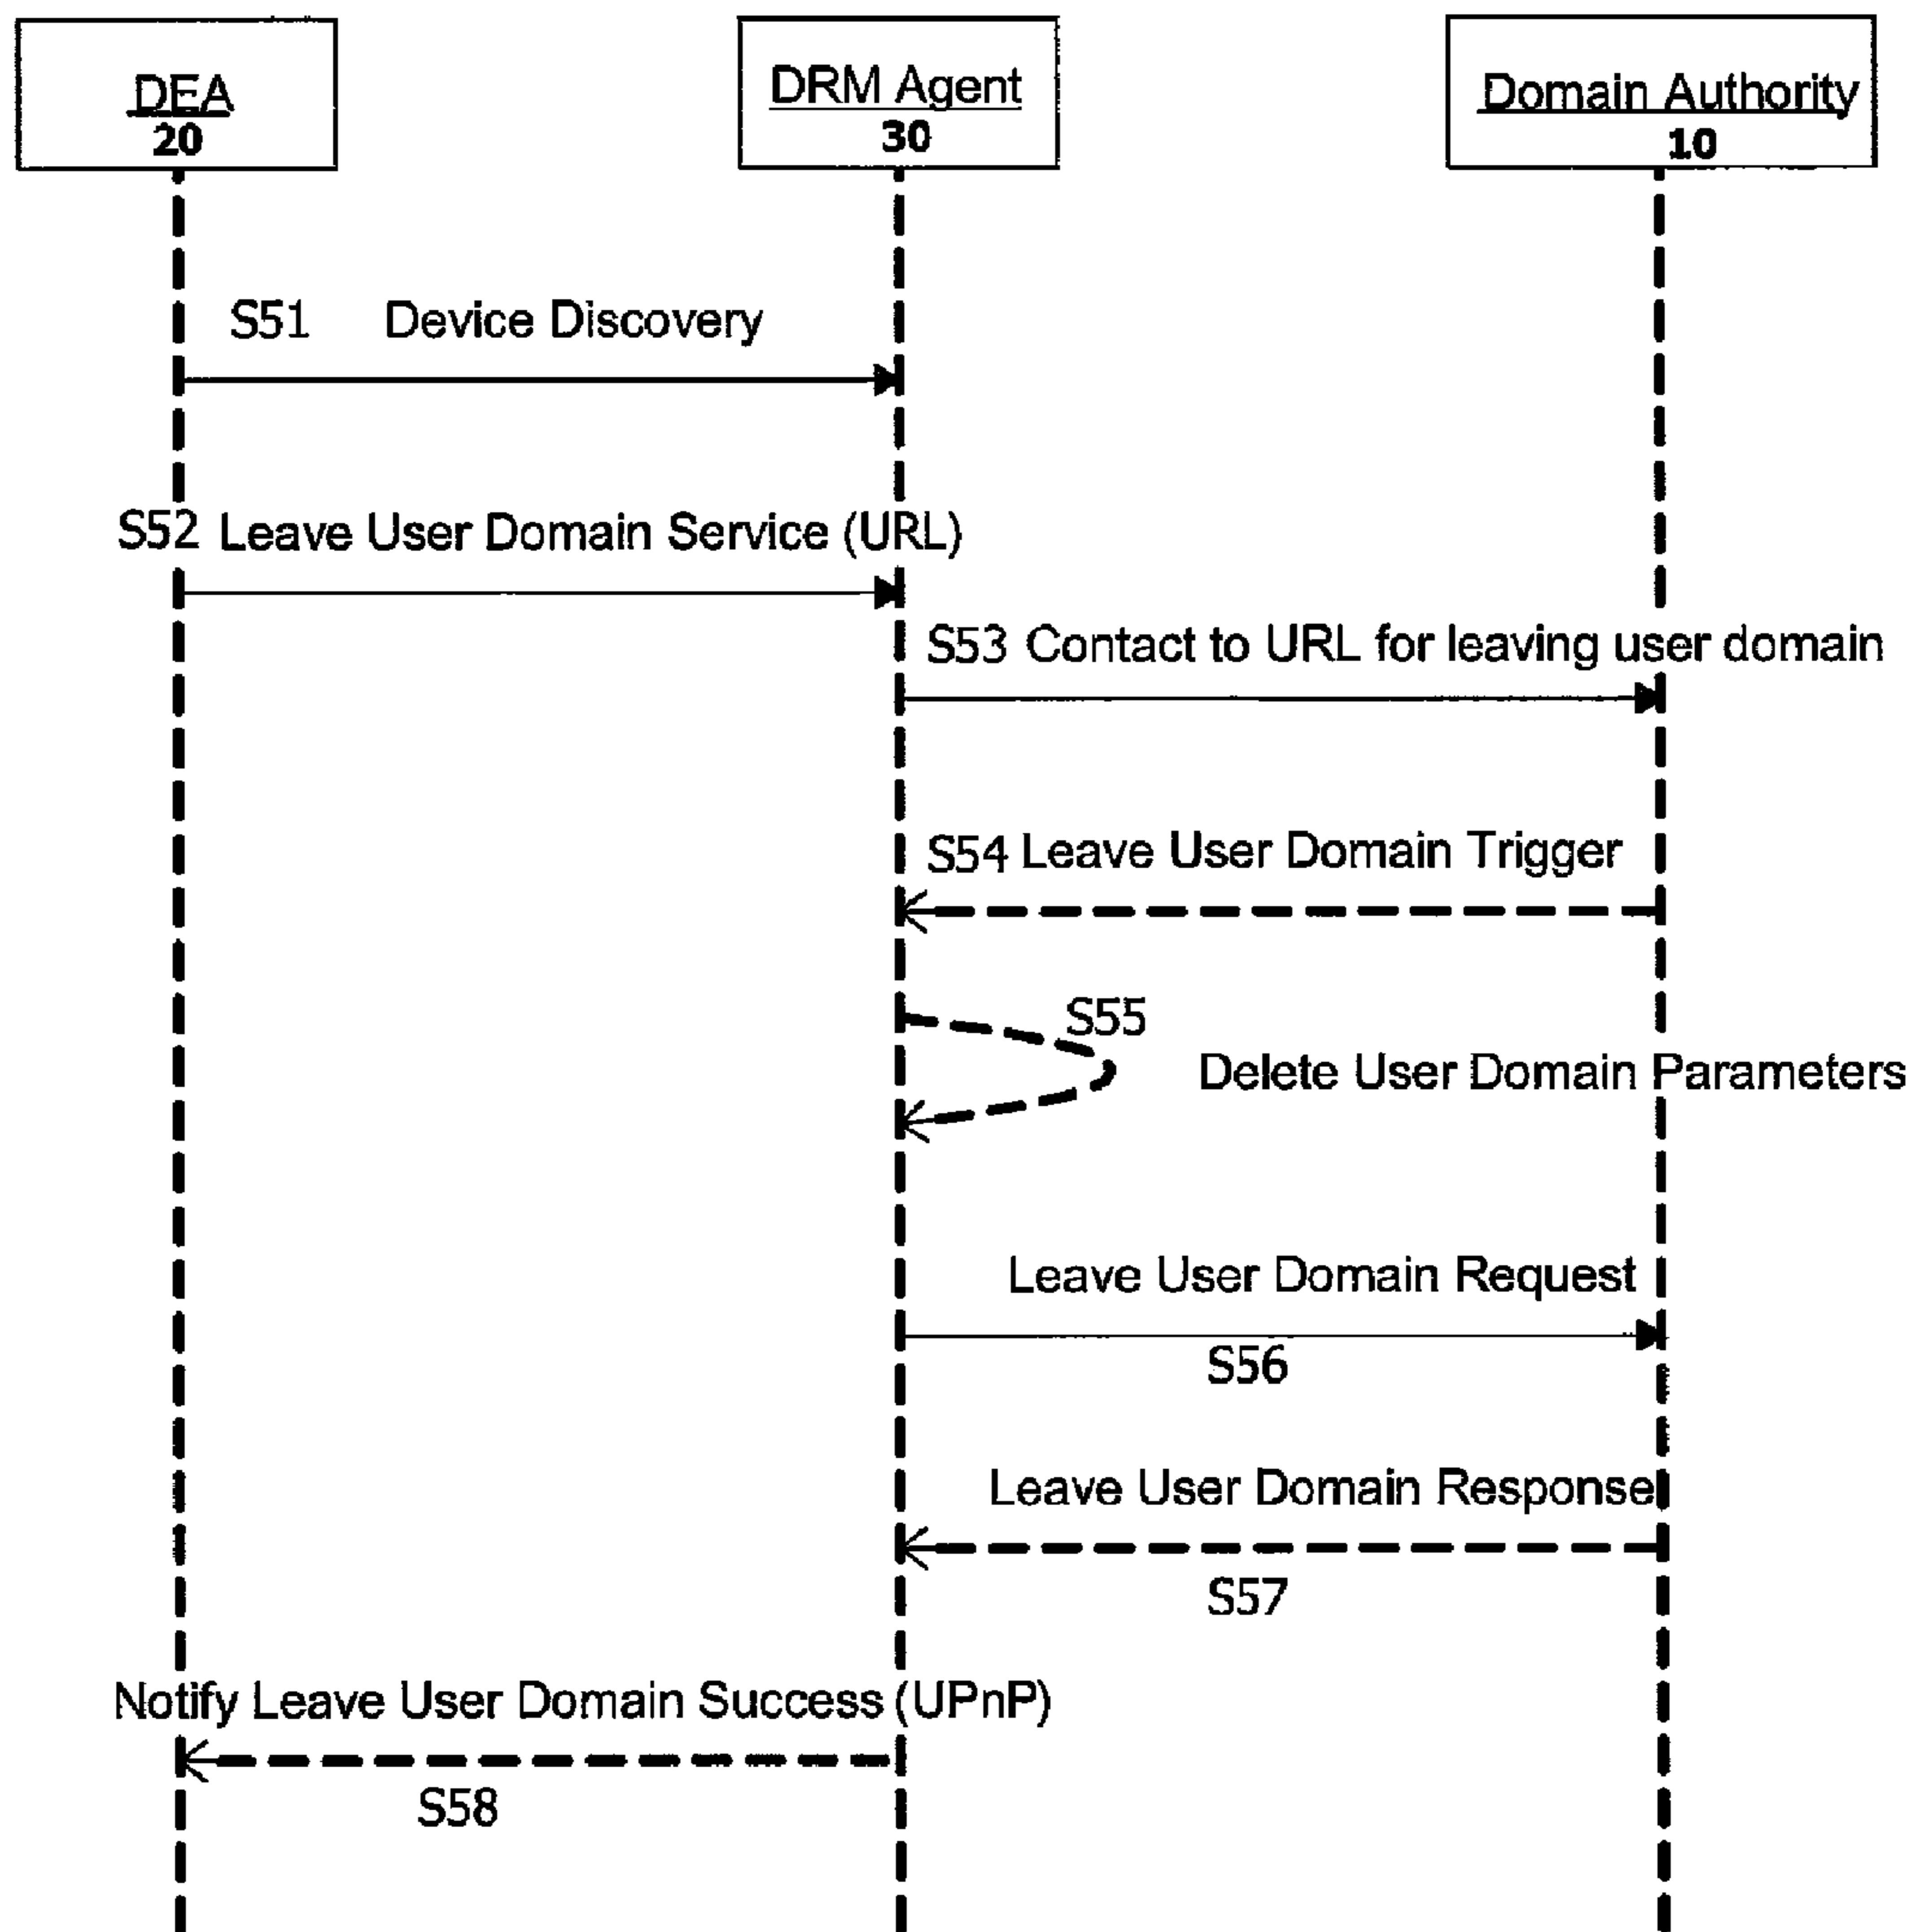 DEA
20
DRM Agent
30
Domain Authority
10
S51 Device Discovery
S52 Leave User Domain Service (URL)
S53 Contact to URL for leaving user domain
S54 Leave User Domain Trigger
S55
Delete User Domain Parameters
Leave User Domain Request
S56
Leave User Domain Response
S57
Notify Leave User Domain Success (UPnP)
S58